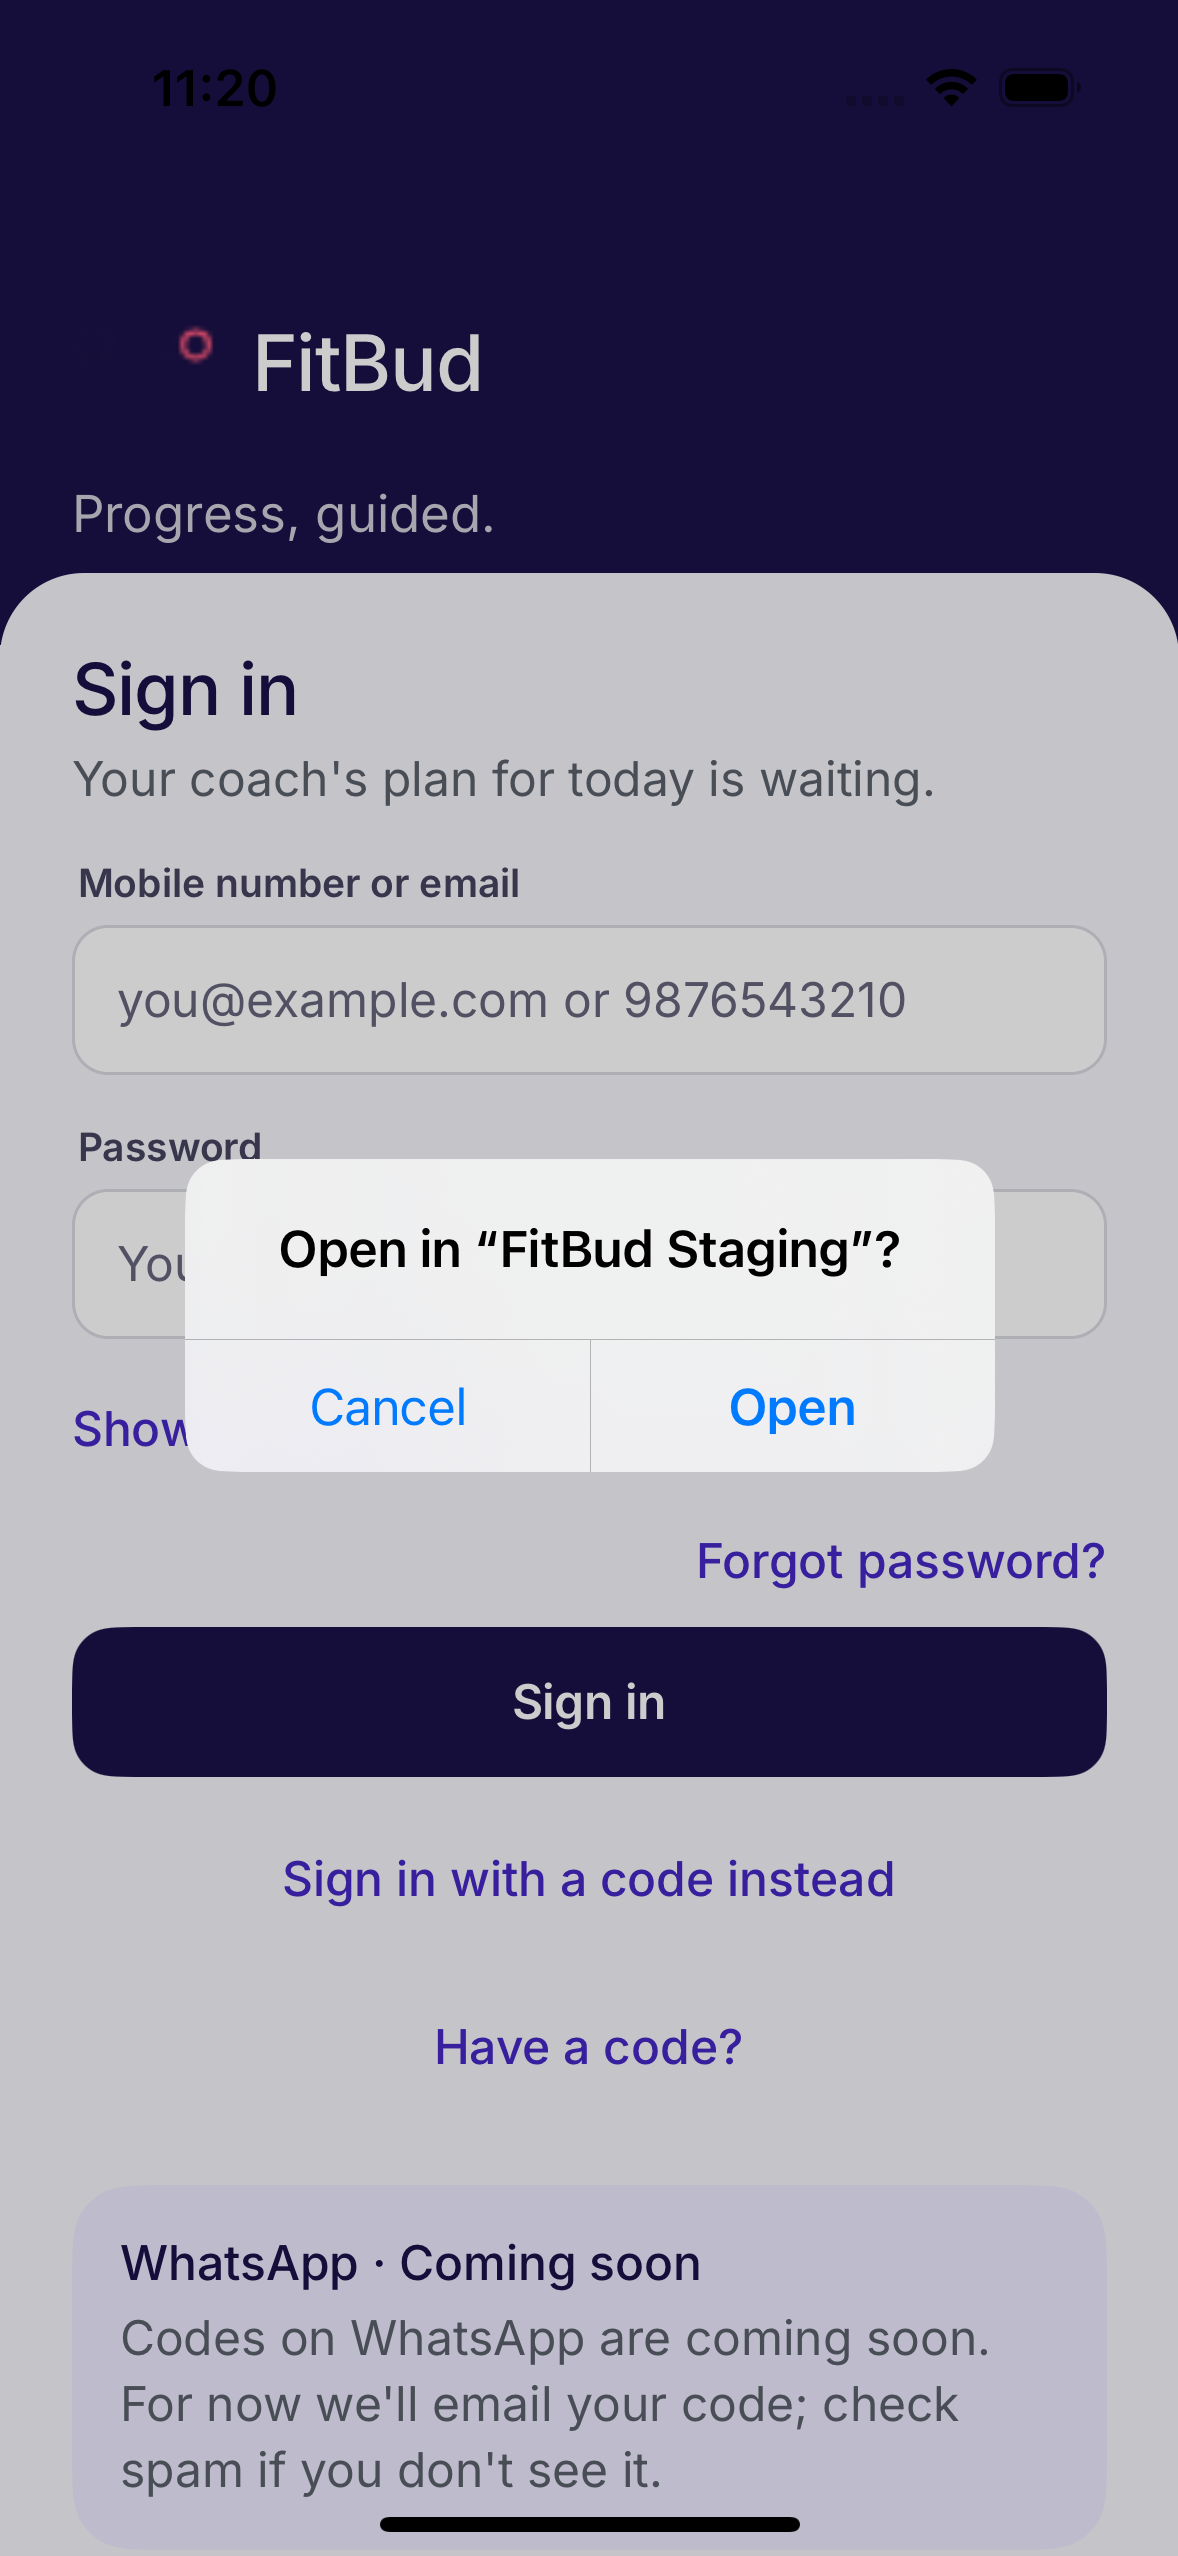 11:20
FitBud
Progress, guided.
Sign in
Your coach's plan for today is waiting.
Mobile number or email
you@example.com or 9876543210
Password
You
Open in “FitBud Staging”?
Cancel
Open
Show
Forgot password?
Sign in
Sign in with a code instead
Have a code?
WhatsApp · Coming soon
Codes on WhatsApp are coming soon.
For now we'll email your code; check
spam if you don't see it.